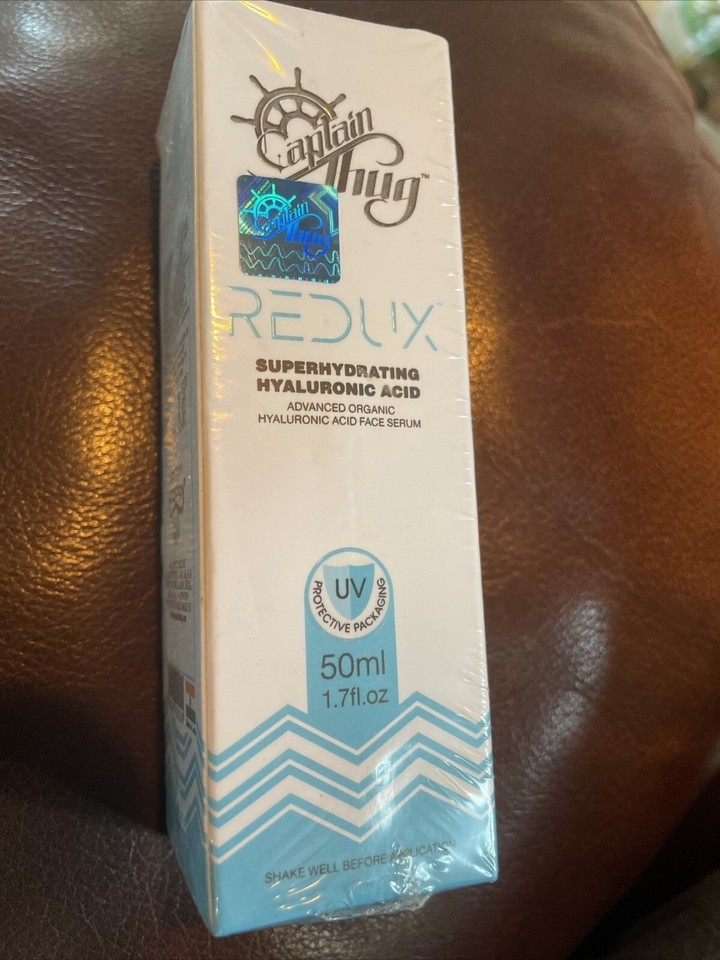 Captain
Thug™
Captain
Thug
REDUX
SUPERHYDRATING
HYALURONIC ACID
ADVANCED ORGANIC
HYALURONIC ACID FACE SERUM
UV
PROTECTIVE PACKAGING
50ml
1.7fl.oz
SHAKE WELL BEFORE APPLICATION